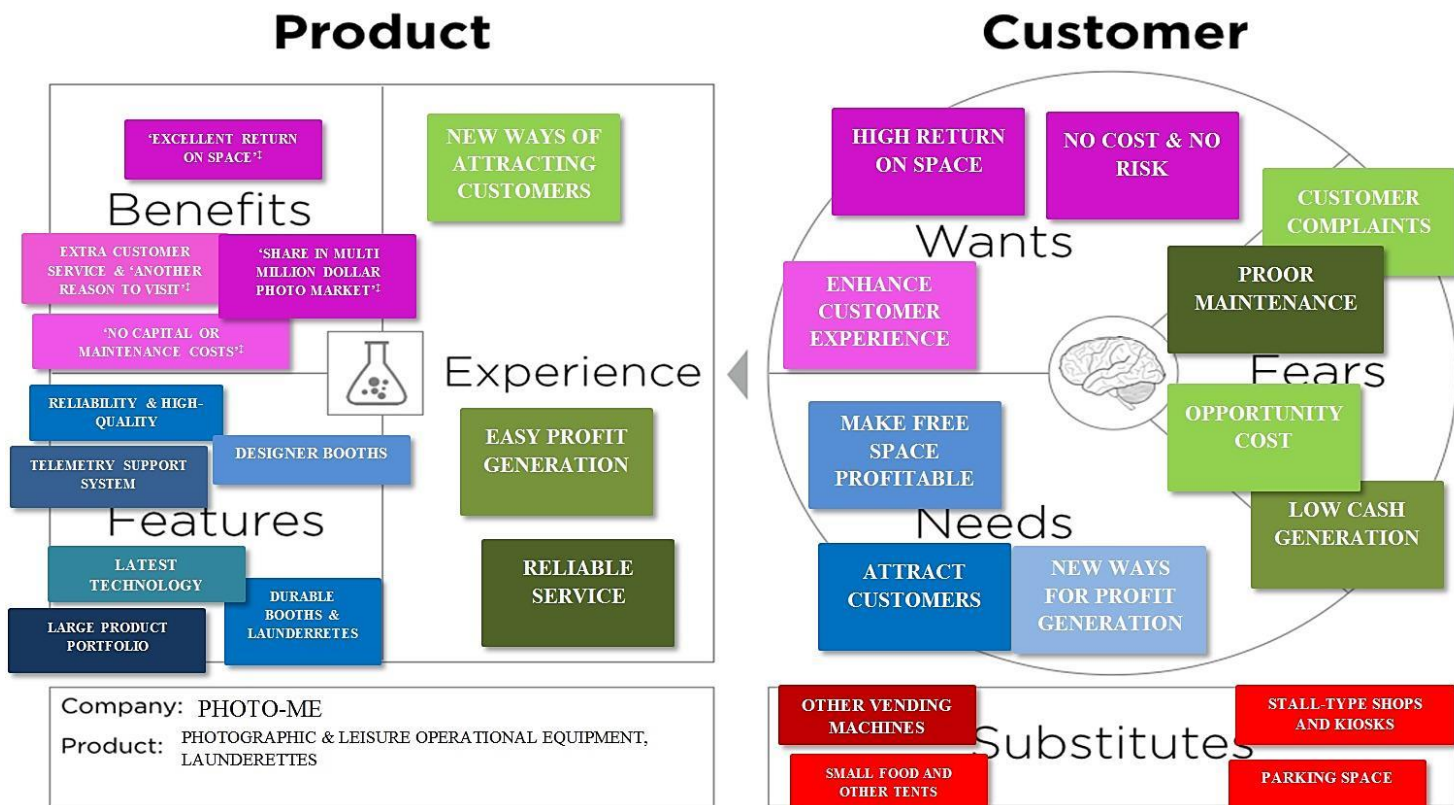 Product
'EXCELLENT RETURN
ON SPACE'‡
Benefits
EXTRA CUSTOMER
SERVICE & 'ANOTHER
REASON TO VISIT'‡
'SHARE IN MULTI
MILLION DOLLAR
PHOTO MARKET'‡
'NO CAPITAL OR
MAINTENANCE COSTS'‡
RELIABILITY & HIGH-
QUALITY
DESIGNER BOOTHS
TELEMETRY SUPPORT
SYSTEM
Features
LATEST
TECHNOLOGY
DURABLE
BOOTHS &
LAUNDERRETES
LARGE PRODUCT
PORTFOLIO
NEW WAYS OF
ATTRACTING
CUSTOMERS
Experience
EASY PROFIT
GENERATION
RELIABLE
SERVICE
Company: PHOTO-ME
Product: PHOTOGRAPHIC & LEISURE OPERATIONAL EQUIPMENT,
LAUNDERETTES
Customer
HIGH RETURN
ON SPACE
NO COST & NO
RISK
Wants
ENHANCE
CUSTOMER
EXPERIENCE
CUSTOMER
COMPLAINTS
PROOR
MAINTENANCE
Fears
OPPORTUNITY
COST
LOW CASH
GENERATION
MAKE FREE
SPACE
PROFITABLE
Needs
ATTRACT
CUSTOMERS
NEW WAYS
FOR PROFIT
GENERATION
OTHER VENDING
MACHINES
STALL-TYPE SHOPS
AND KIOSKS
Substitutes
SMALL FOOD AND
OTHER TENTS
PARKING SPACE